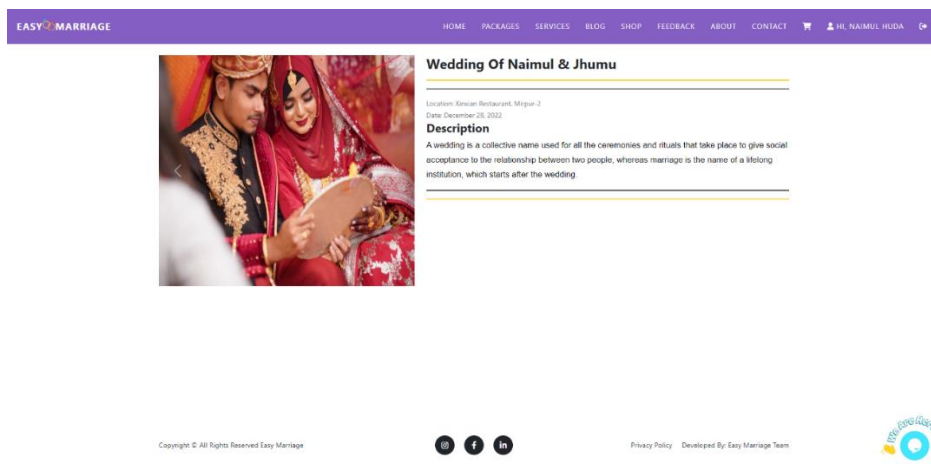 EASY MARRIAGE
HOME PACKAGES SERVICES BLOG SHOP FEEDBACK ABOUT CONTACT HI, NAIMUL HUDA
Wedding Of Naimul & Jhumu
Location: Xinxian Restaurant, Mirpur-2
Date: December 28, 2022
Description
A wedding is a collective name used for all the ceremonies and rituals that take place to give social
acceptance to the relationship between two people, whereas marriage is the name of a lifelong
institution, which starts after the wedding.
We Are
Copyright © All Rights Reserved Easy Marriage
Privacy Policy Developed By: Easy Marriage Team